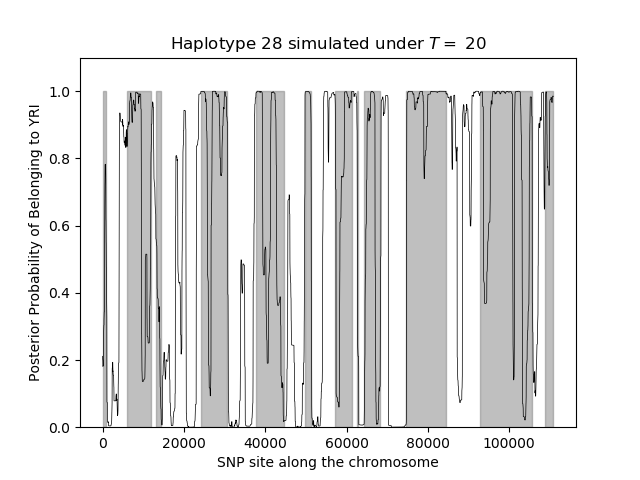 Haplotype 28 simulated under T = 20
Posterior Probability of Belonging to YRI
1.0
0.8
0.6
0.4
0.2
0.0
0 20000 40000 60000 80000 100000
SNP site along the chromosome